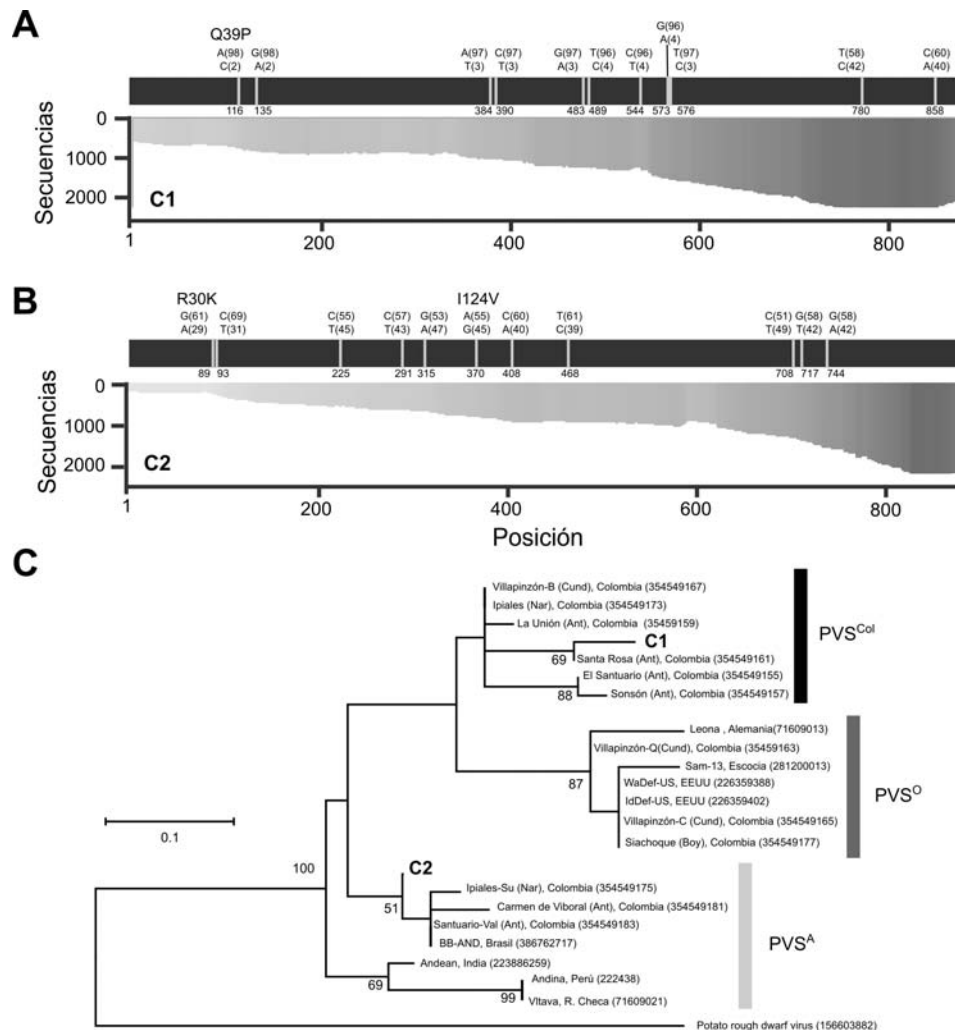 A
Q39P
A(98) G(98) A(97) C(97) G(97) T(96) C(96) G(96) T(97) T(58) C(60)
C(2) A(2) T(3) T(3) A(3) C(4) T(4) A(4) C(3) C(42) A(40)
116 135 384 390 483 489 544 573 576 780 858
Secuencias
0
1000
2000
C1
1 200 400 600 800
B
R30K I124V
G(61) C(69) C(55) C(57) G(53) A(55) C(60) T(61) C(51) G(58) G(58)
A(29) T(31) T(45) T(43) A(47) G(45) A(40) C(39) T(49) T(42) A(42)
89 93 225 291 315 370 408 468 708 717 744
Secuencias
0
1000
2000
C2
1 200 400 600 800
Posición
C
Villapinzón-B (Cund), Colombia (354549167)
Ipiales (Nar), Colombia (354549173)
La Unión (Ant), Colombia (35459159)
C1
69
Santa Rosa (Ant), Colombia (354549161)
El Santuario (Ant), Colombia (354549155)
88
Sonsón (Ant), Colombia (354549157)
PVSCol
Leona , Alemania(71609013)
Villapinzón-Q(Cund), Colombia (35459163)
Sam-13, Escocia (281200013)
87
WaDef-US, EEUU (226359388)
IdDef-US, EEUU (226359402)
Villapinzón-C (Cund), Colombia (354549165)
Siachoque (Boy), Colombia (354549177)
PVSO
0.1
100
C2
Ipiales-Su (Nar), Colombia (354549175)
51
Carmen de Viboral (Ant), Colombia (354549181)
Santuario-Val (Ant), Colombia (354549183)
BB-AND, Brasil (386762717)
PVSA
Andean, India (223886259)
69
Andina, Perú (222438)
99
Vltava, R. Checa (71609021)
Potato rough dwarf virus (156603882)